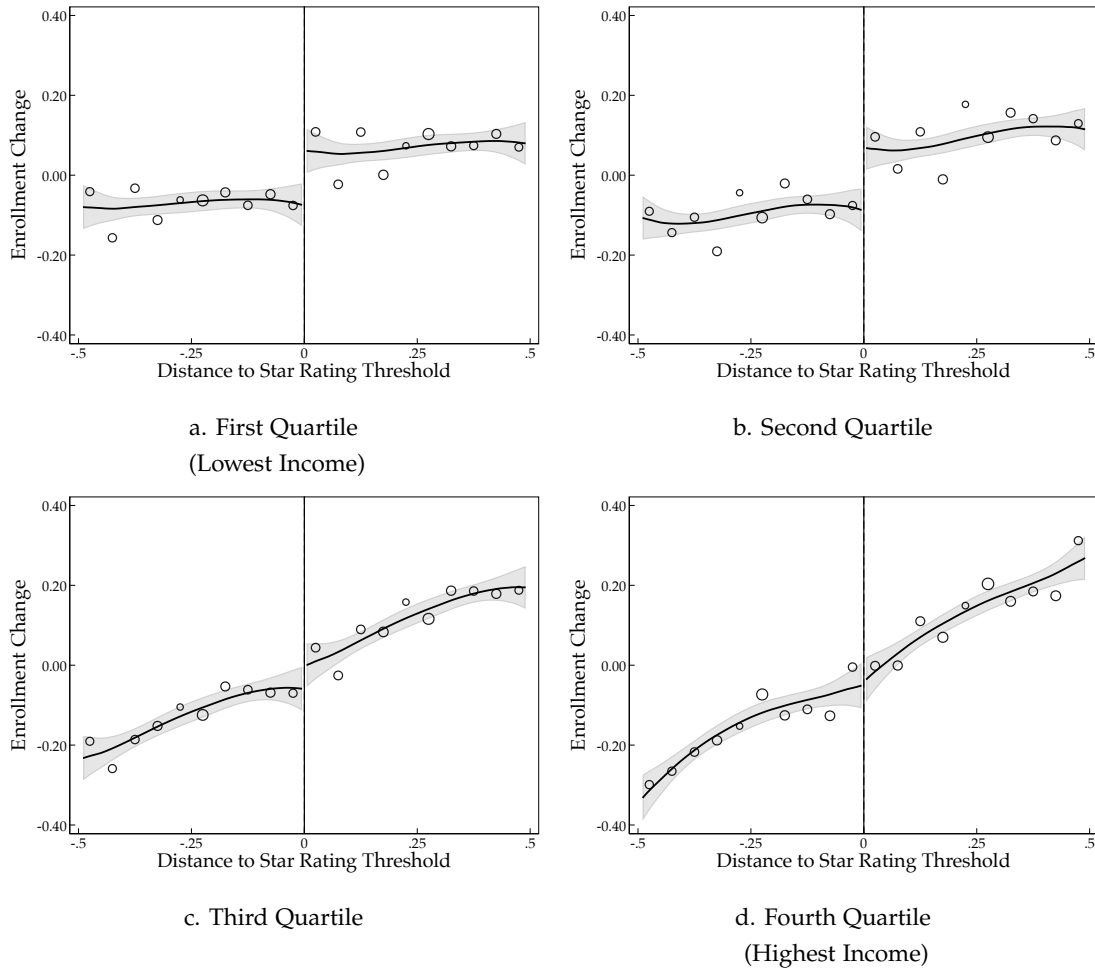 0.40
0.20
0.00
-0.20
-0.40
Enrollment Change
-.5 -.25 0 .25 .5
Distance to Star Rating Threshold
a. First Quartile
(Lowest Income)
0.40
0.20
0.00
-0.20
-0.40
Enrollment Change
-.5 -.25 0 .25 .5
Distance to Star Rating Threshold
b. Second Quartile
0.40
0.20
0.00
-0.20
-0.40
Enrollment Change
-.5 -.25 0 .25 .5
Distance to Star Rating Threshold
c. Third Quartile
0.40
0.20
0.00
-0.20
-0.40
Enrollment Change
-.5 -.25 0 .25 .5
Distance to Star Rating Threshold
d. Fourth Quartile
(Highest Income)